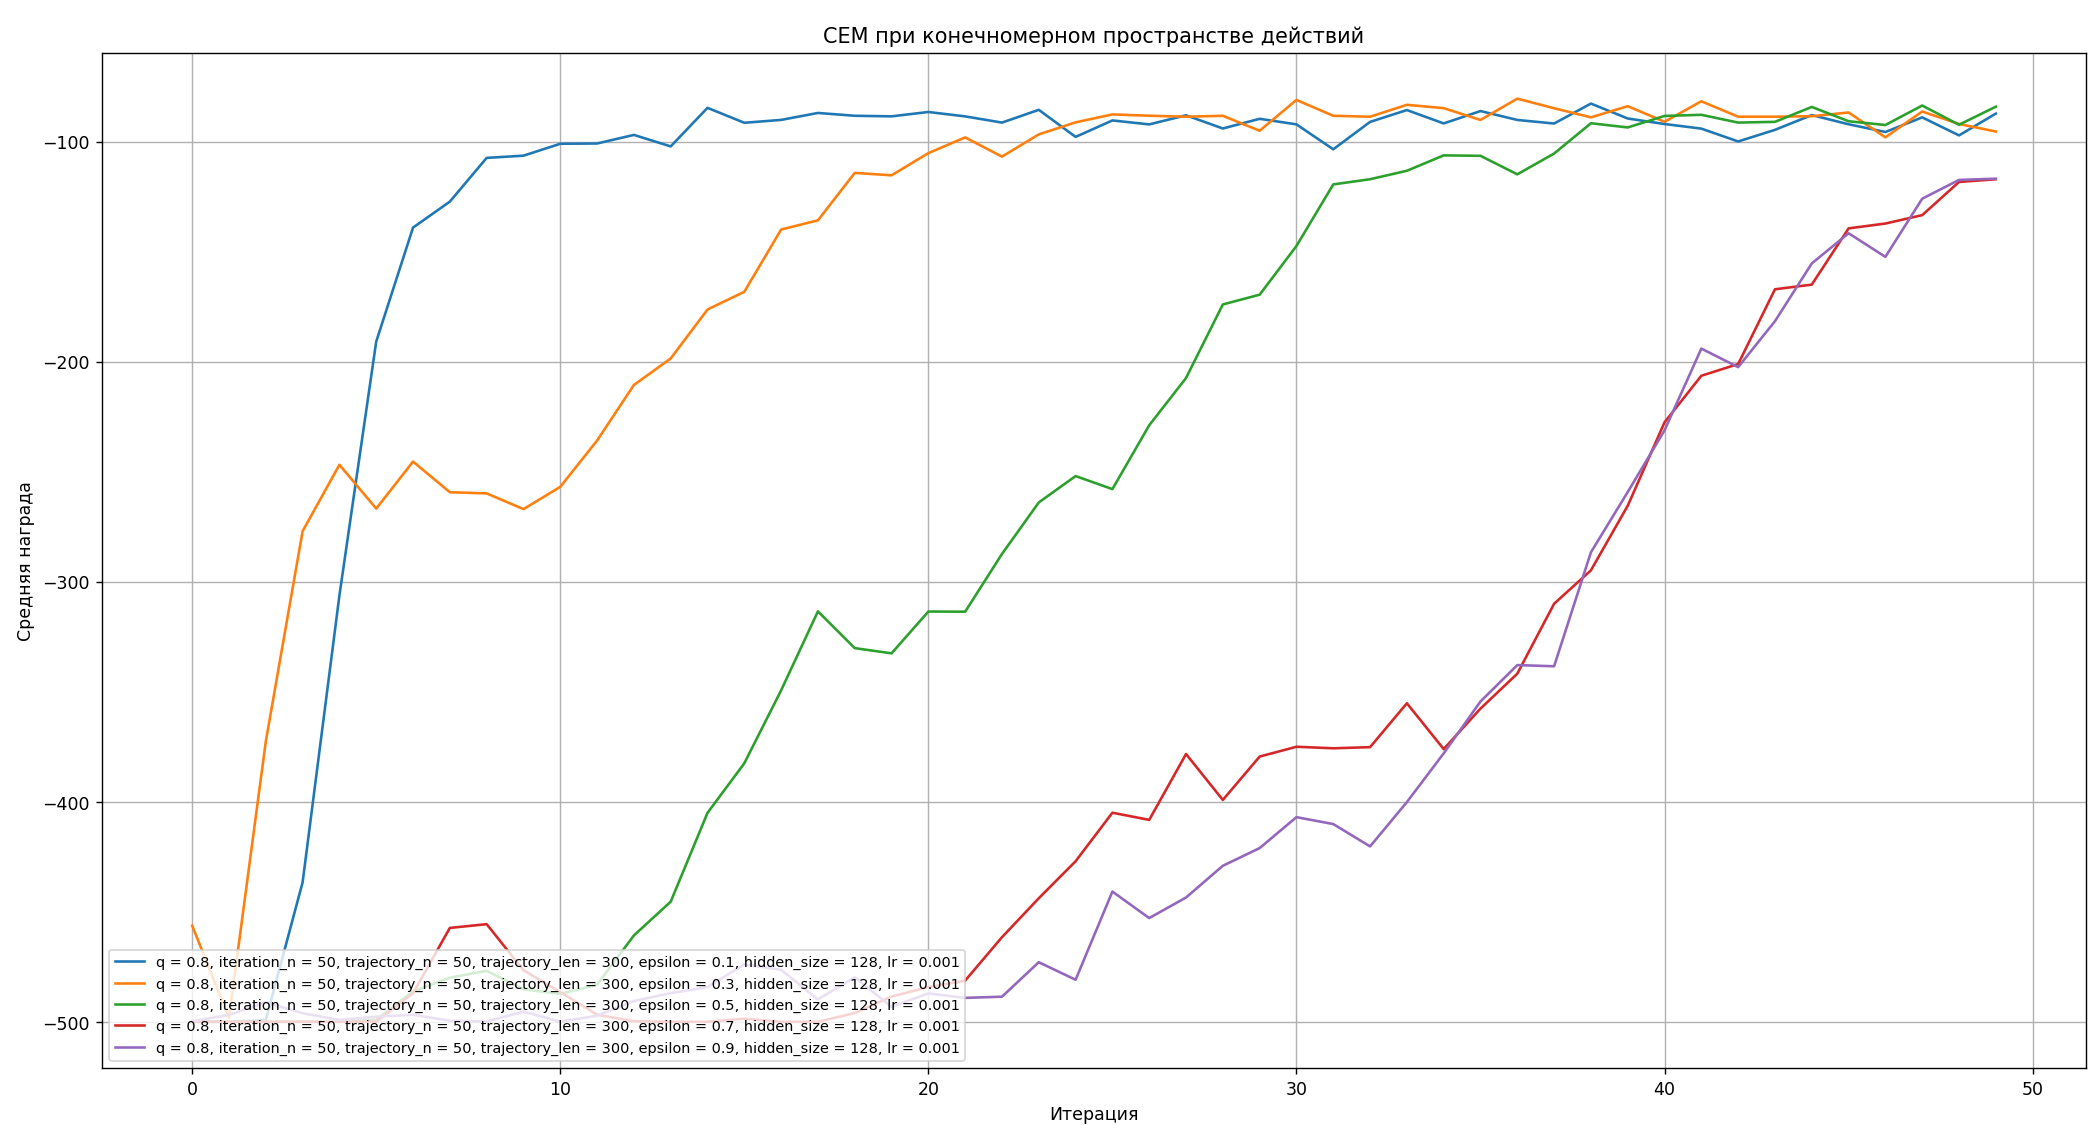 CEM при конечномерном пространстве действий
Средняя награда
−100
−200
−300
−400
−500
q = 0.8, iteration_n = 50, trajectory_n = 50, trajectory_len = 300, epsilon = 0.1, hidden_size = 128, lr = 0.001
q = 0.8, iteration_n = 50, trajectory_n = 50, trajectory_len = 300, epsilon = 0.3, hidden_size = 128, lr = 0.001
q = 0.8, iteration_n = 50, trajectory_n = 50, trajectory_len = 300, epsilon = 0.5, hidden_size = 128, lr = 0.001
q = 0.8, iteration_n = 50, trajectory_n = 50, trajectory_len = 300, epsilon = 0.7, hidden_size = 128, lr = 0.001
q = 0.8, iteration_n = 50, trajectory_n = 50, trajectory_len = 300, epsilon = 0.9, hidden_size = 128, lr = 0.001
0 10 20 30 40 50
Итерация